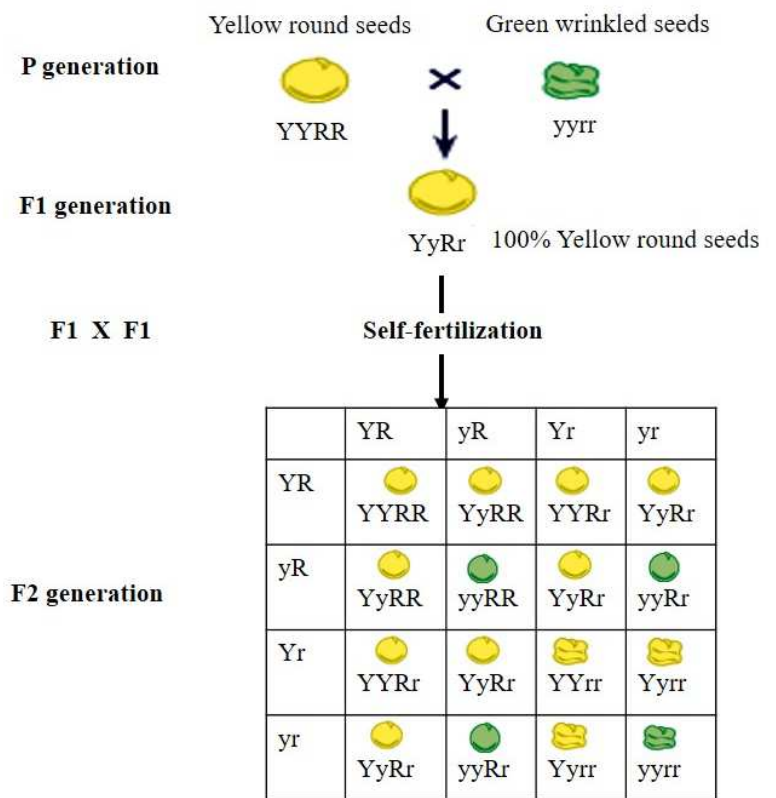 Yellow round seeds Green wrinkled seeds
P generation
YYRR yyrr
F1 generation
YyRr 100% Yellow round seeds
F1 X F1 Self-fertilization
YR yR Yr yr
YR
YYRR YyRR YYRr YyRr
yR
YyRR yyRR YyRr yyRr
F2 generation
Yr
YYRr YyRr YYrr Yyrr
yr
YyRr yyRr Yyrr yyrr